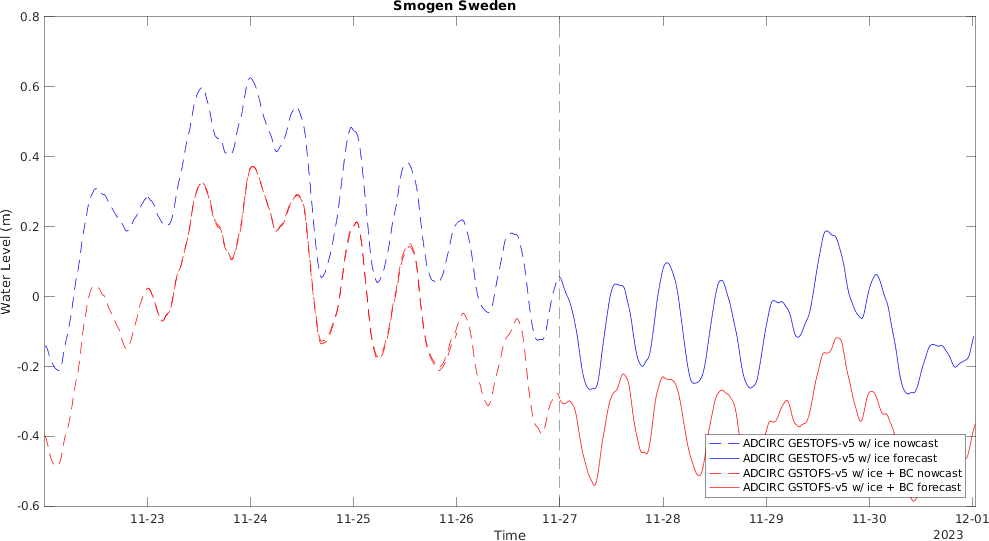 Smogen Sweden
0.8
0.6
0.4
0.2
0
-0.2
-0.4
-0.6
Water Level (m)
11-23
11-24
11-25
11-26
11-27
11-28
11-29
11-30
12-01
Time
2023
ADCIRC GESTOFS-v5 w/ ice nowcast
ADCIRC GESTOFS-v5 w/ ice forecast
ADCIRC GSTOFS-v5 w/ ice + BC nowcast
ADCIRC GSTOFS-v5 w/ ice + BC forecast